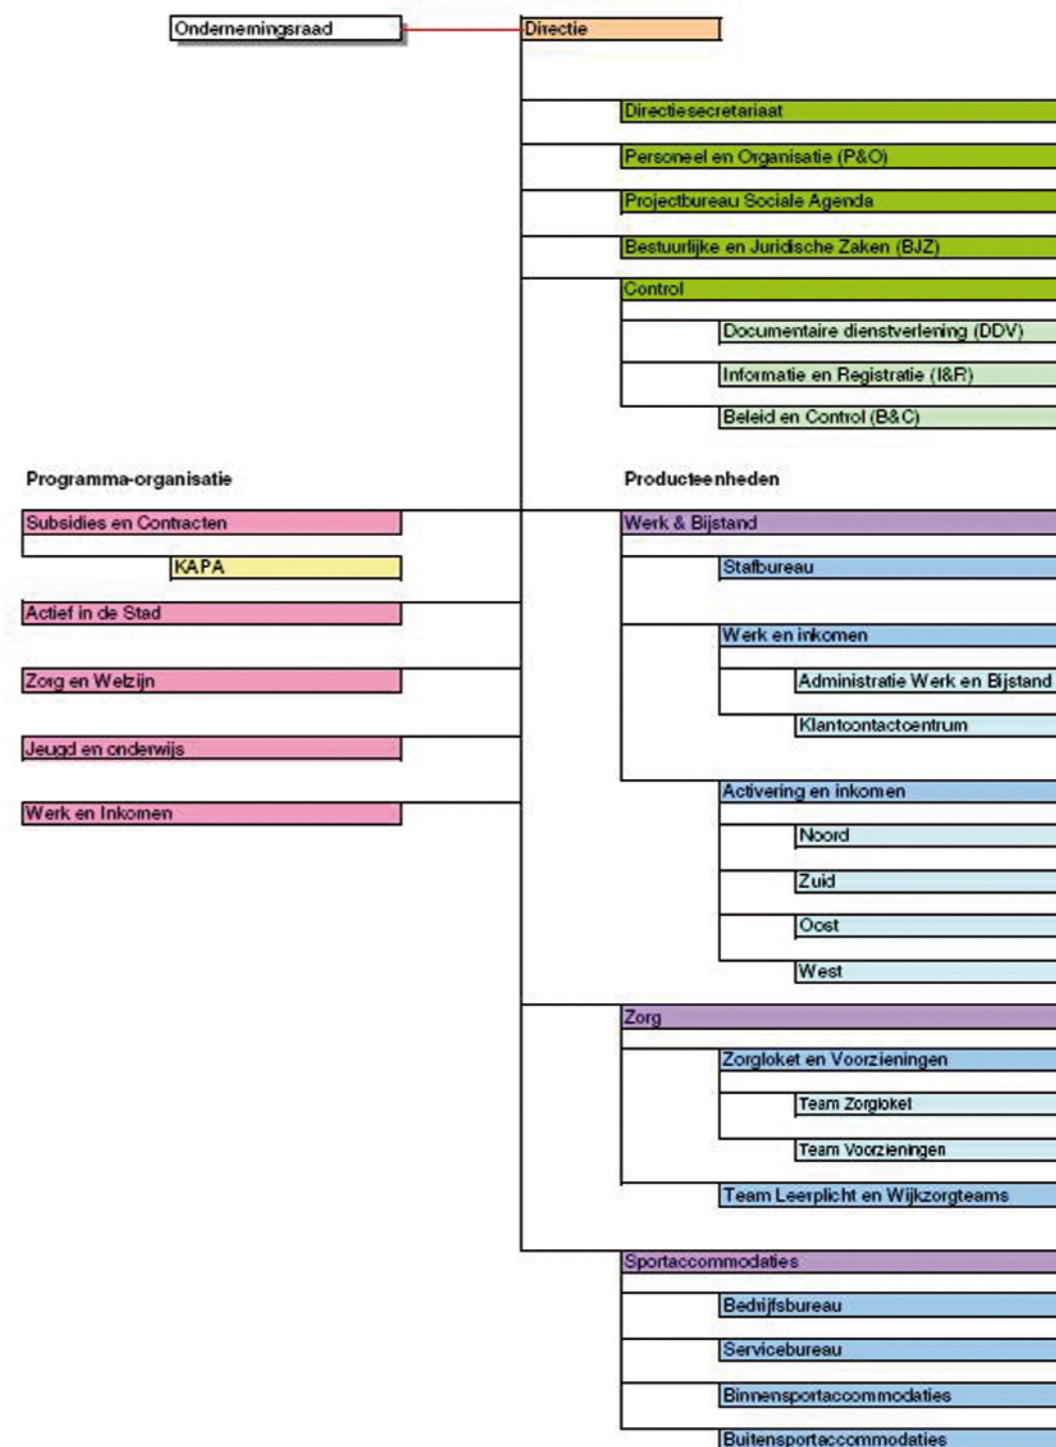 Ondernemingsraad
Directie
Directiesecretariaat
Personeel en Organisatie (P&O)
Projectbureau Sociale Agenda
Bestuurlijke en Juridische Zaken (BJZ)
Control
Documentaire dienstverlening (DDV)
Informatie en Registratie (I&R)
Beleid en Control (B&C)
Programma-organisatie
Subsidies en Contracten
KAPA
Actief in de Stad
Zorg en Welzijn
Jeugd en onderwijs
Werk en Inkomen
Producteenheden
Werk & Bijstand
Stafbureau
Werk en inkomen
Administratie Werk en Bijstand
Klantcontactcentrum
Activering en inkomen
Noord
Zuid
Oost
West
Zorg
Zorgloket en Voorzieningen
Team Zorgloket
Team Voorzieningen
Team Leerplicht en Wijkzorgteams
Sportaccommodaties
Bedrijfsbureau
Servicebureau
Binnensportaccommodaties
Buitensportaccommodaties